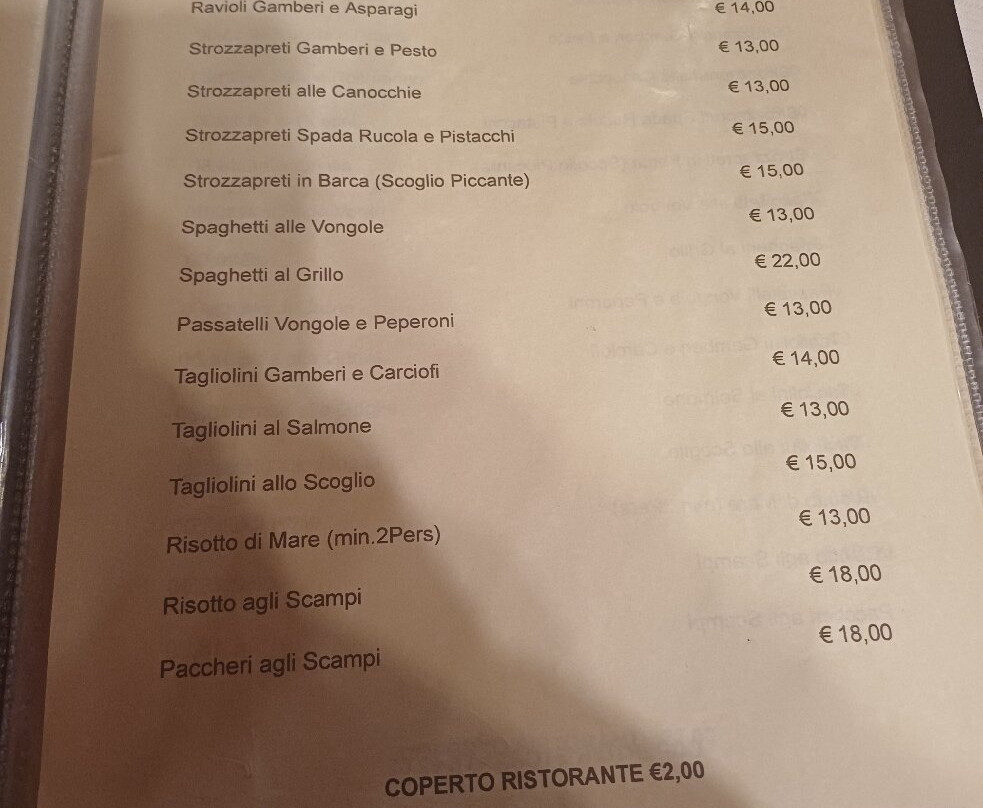 Ravioli Gamberi e Asparagi € 14,00
Strozzapreti Gamberi e Pesto € 13,00
Strozzapreti alle Canocchie € 13,00
Strozzapreti Spada Rucola e Pistacchi € 15,00
Strozzapreti in Barca (Scoglio Piccante) € 15,00
Spaghetti alle Vongole € 13,00
Spaghetti al Grillo € 22,00
Passatelli Vongole e Peperoni € 13,00
Tagliolini Gamberi e Carciofi € 14,00
Tagliolini al Salmone € 13,00
Tagliolini allo Scoglio € 15,00
Risotto di Mare (min.2Pers) € 13,00
Risotto agli Scampi € 18,00
Paccheri agli Scampi € 18,00
COPERTO RISTORANTE €2,00